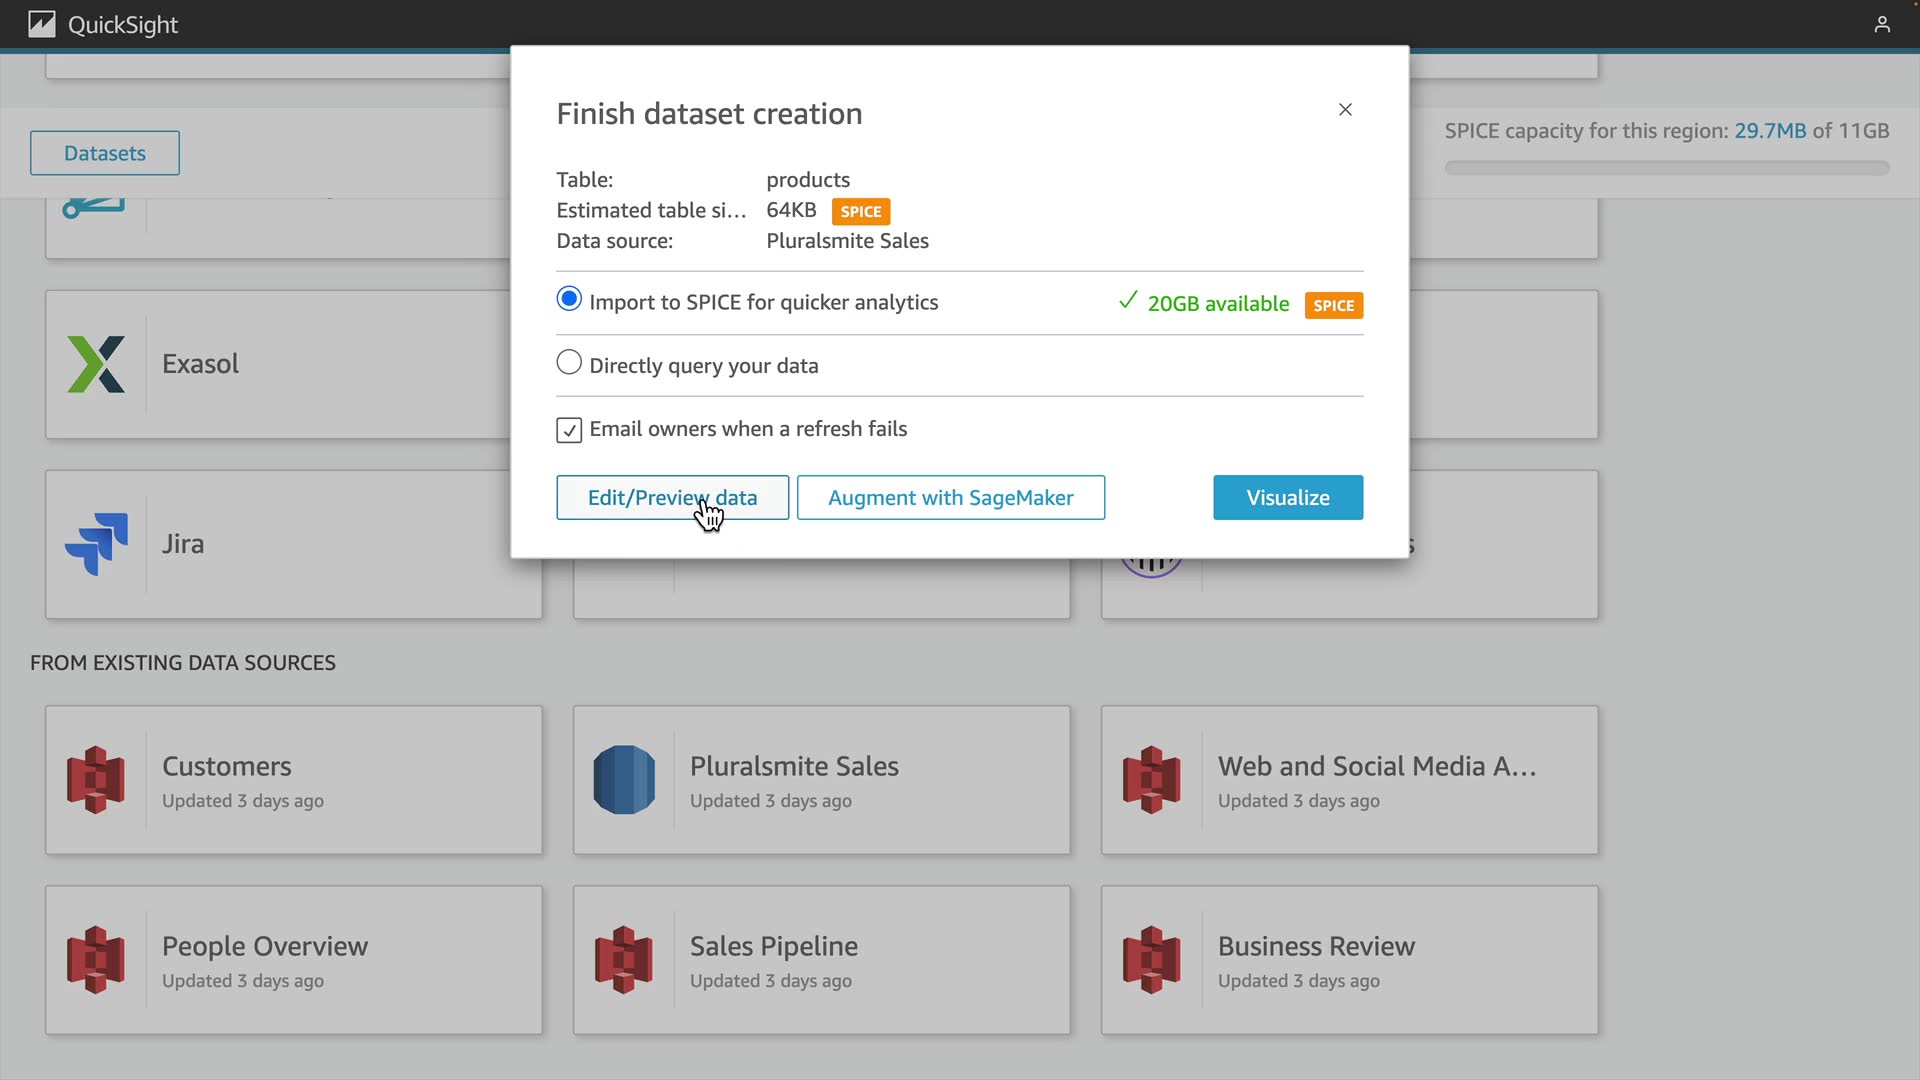 QuickSight
Finish dataset creation
Datasets
SPICE capacity for this region: 29.7MB of 11GB
Table: products
Estimated table si... 64KB SPICE
Data source: Pluralsmite Sales
Import to SPICE for quicker analytics
20GB available SPICE
Directly query your data
Email owners when a refresh fails
Edit/Preview data
Augment with SageMaker
Visualize
Exasol
Jira
FROM EXISTING DATA SOURCES
Customers
Updated 3 days ago
Pluralsmite Sales
Updated 3 days ago
Web and Social Media A...
Updated 3 days ago
People Overview
Updated 3 days ago
Sales Pipeline
Updated 3 days ago
Business Review
Updated 3 days ago